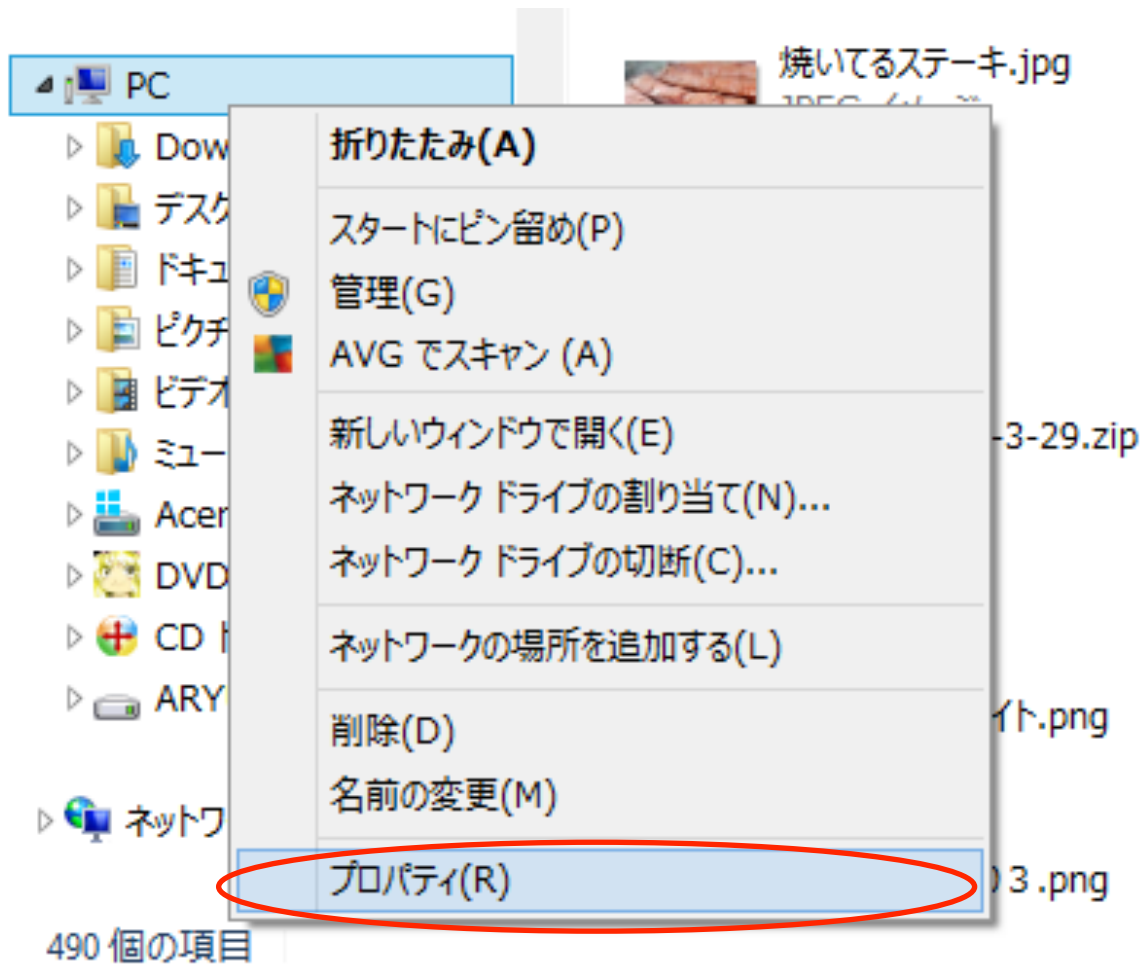 PC
Dow
デスク
ドキュ
ピクチ
ビデオ
ミュー
Acer
DVD
CD
ARY
ネットワ
490 個の項目
折りたたみ(A)
スタートにピン留め(P)
管理(G)
AVG でスキャン (A)
新しいウィンドウで開く(E)
ネットワーク ドライブの割り当て(N)...
ネットワーク ドライブの切断(C)...
ネットワークの場所を追加する(L)
削除(D)
名前の変更(M)
プロパティ(R)
焼いてるステーキ.jpg
-3-29.zip
イト.png
3.png